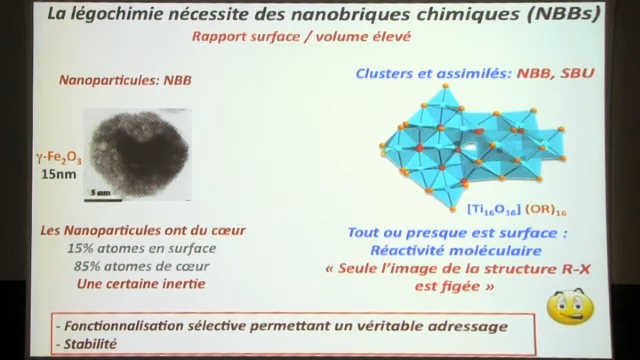 La légochimie nécessite des nanobriques chimiques (NBBs)
Rapport surface / volume élevé
Nanoparticules: NBB
Clusters et assimilés: NBB, SBU
γ-Fe₂O₃
15nm
5 nm
[Ti₁₆O₁₆] (OR)₁₆
Les Nanoparticules ont du cœur
15% atomes en surface
85% atomes de cœur
Une certaine inertie
Tout ou presque est surface :
Réactivité moléculaire
« Seule l'image de la structure R-X
est figée »
- Fonctionnalisation sélective permettant un véritable adressage
- Stabilité